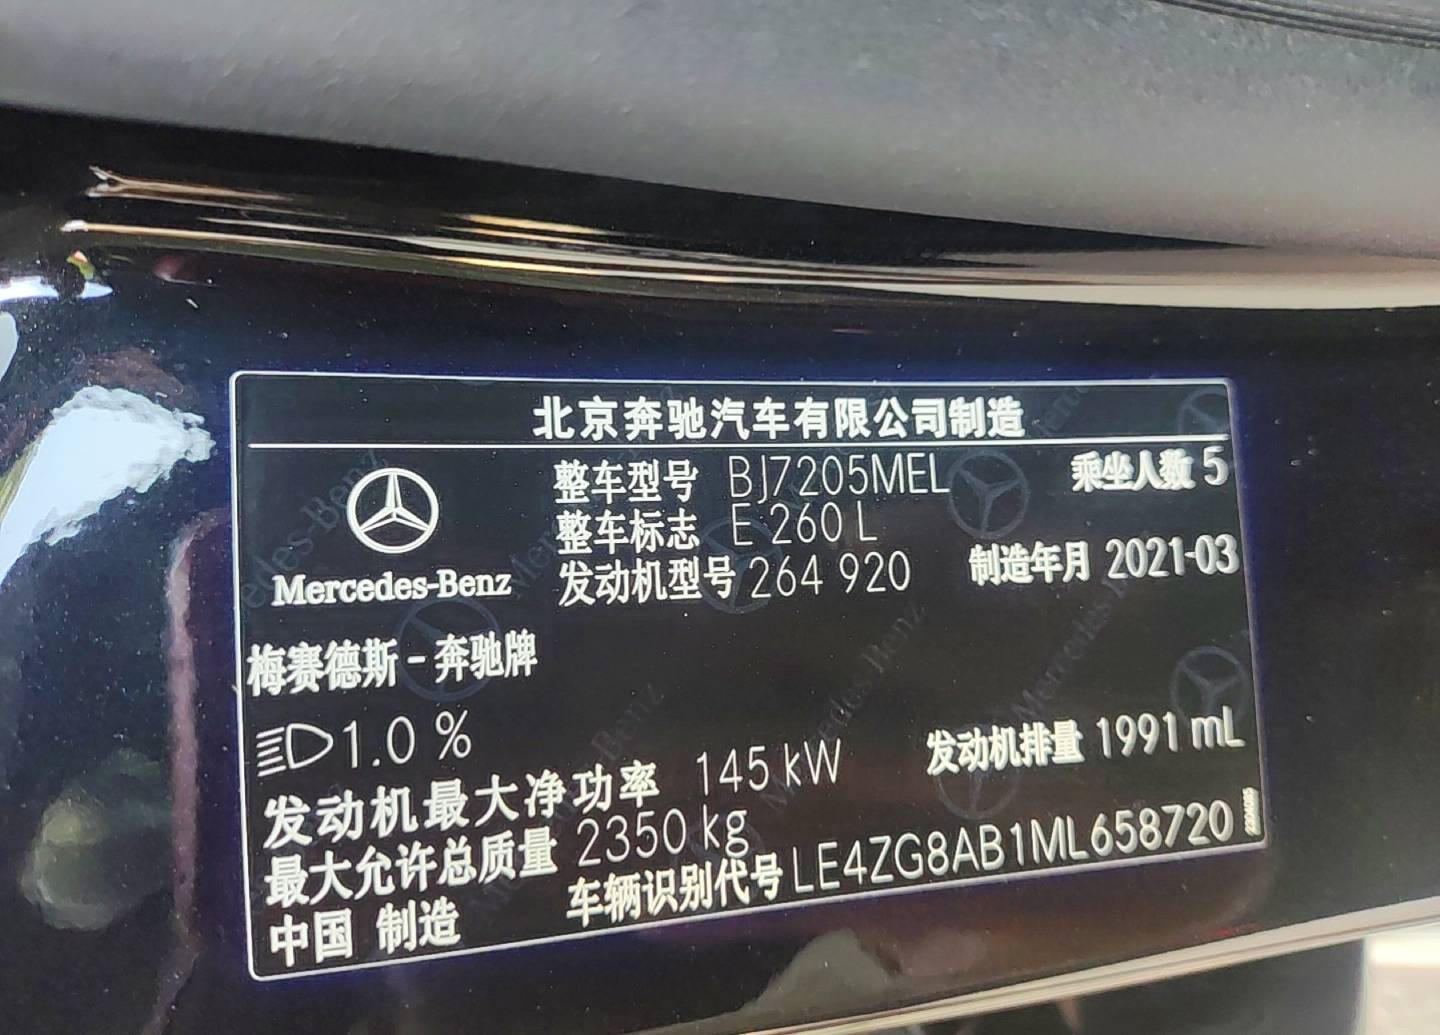 北京奔驰汽车有限公司制造
整车型号 BJ7205MEL 乘坐人数 5
整车标志 E 260 L
发动机型号 264 920 制造年月 2021-03
Mercedes-Benz
梅赛德斯-奔驰牌
1.0 %
发动机最大净功率 145 kW 发动机排量 1991 mL
最大允许总质量 2350 kg
中国 制造 车辆识别代号 LE4ZG8AB1ML658720